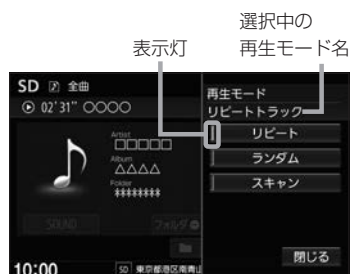 選択中の
表示灯 再生モード名
SD 全曲
再生モード
02'31" ○○○○
リピートトラック
Artist
□□□□□
リピート
Album
△△△△
ランダム
Folder
********
スキャン
SOUND
フォルダ
閉じる
10:00
SD 東京都港区南青山